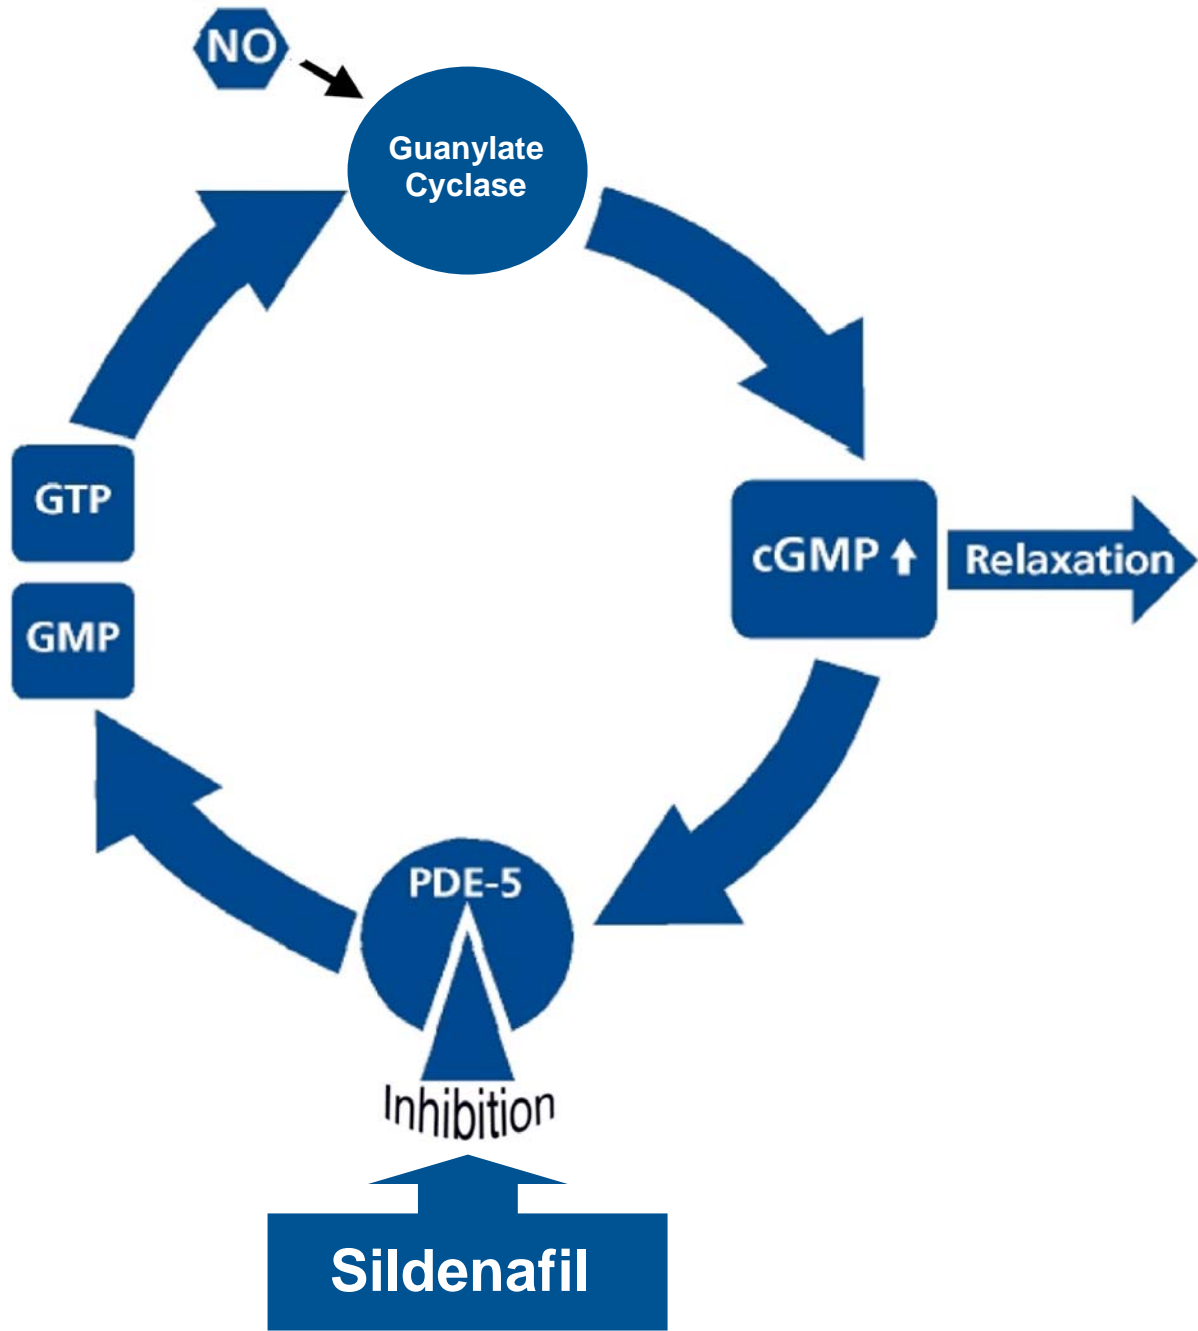 NO
Guanylate
Cyclase
GTP
GMP
cGMP ⬆
Relaxation
PDE-5
Inhibition
Sildenafil